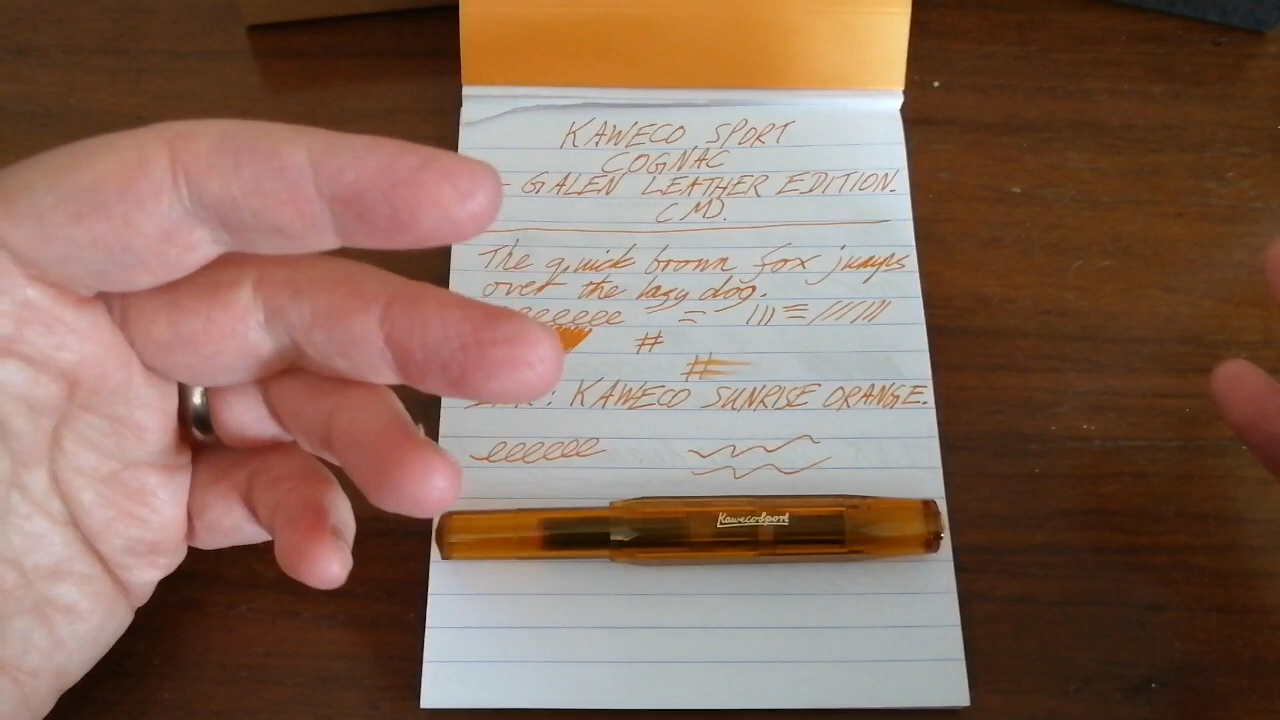 KAWECO SPORT
COGNAC
- GALEN LEATHER EDITION.
(M).
The quick brown fox jumps
over the lazy dog.
eeeeee = ||| ≡ //////
#
#
: KAWECO SUNRISE ORANGE.
eeeeeee
KawecoSport